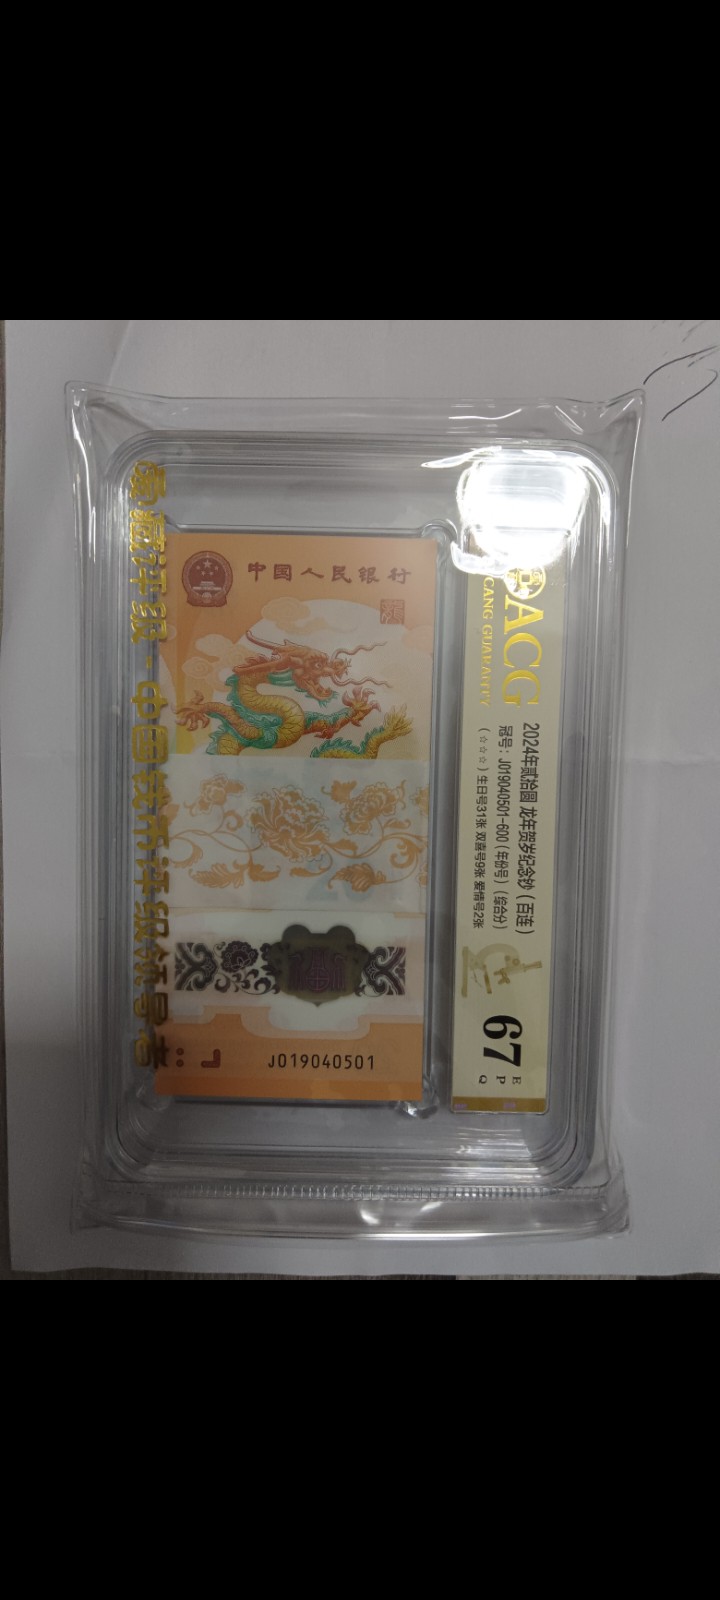 爱藏评级·中国钱币评级领导者
中国人民银行
J019040501
ACG
CANG GUARANTY
2024年贰拾圆 龙年贺岁纪念钞（百连）
冠号：J019040501-600（年份号）（综合分）
（☆☆☆）生日号31张 双喜号9张 爱情号2张
67
E
P
Q